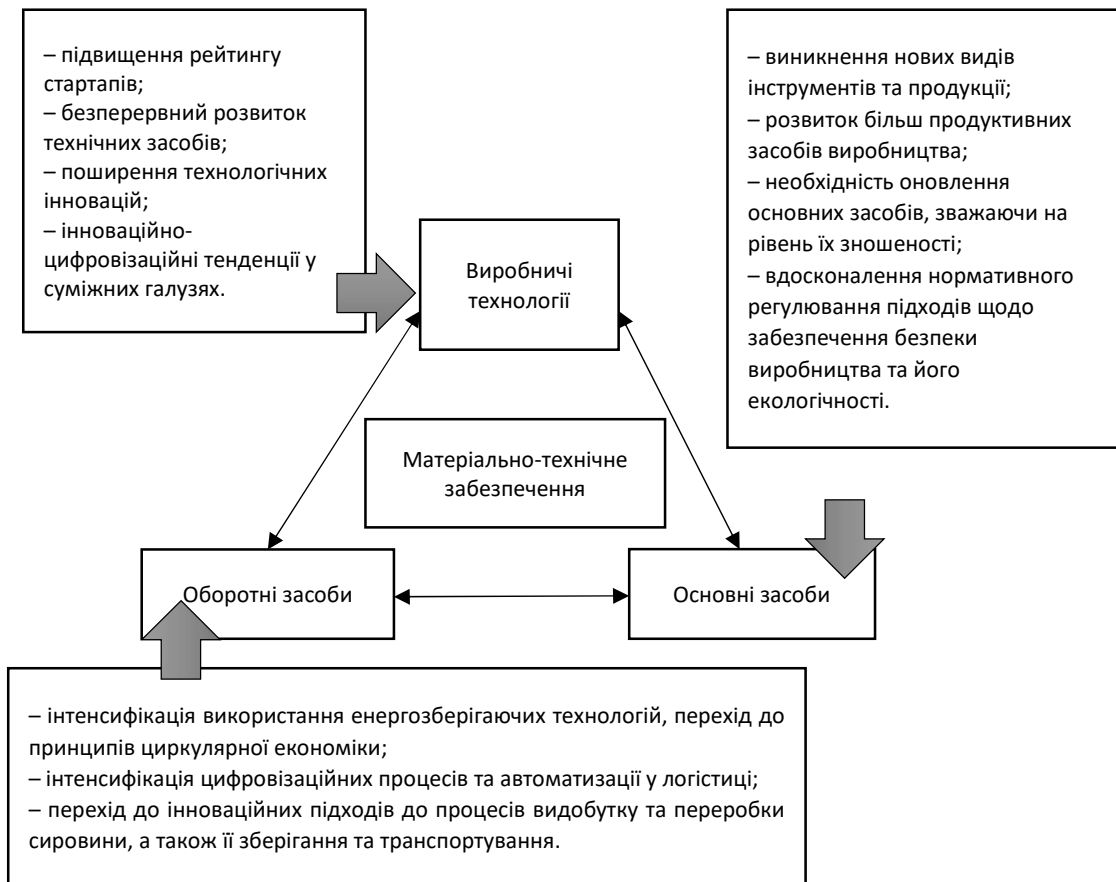 – підвищення рейтингу
стартапів;
– безперервний розвиток
технічних засобів;
– поширення технологічних
інновацій;
– інноваційно-
цифровізаційні тенденції у
суміжних галузях.
– виникнення нових видів
інструментів та продукції;
– розвиток більш продуктивних
засобів виробництва;
– необхідність оновлення
основних засобів, зважаючи на
рівень їх зношеності;
– вдосконалення нормативного
регулювання підходів щодо
забезпечення безпеки
виробництва та його
екологічності.
Виробничі
технології
Матеріально-технічне
забезпечення
Оборотні засоби
Основні засоби
– інтенсифікація використання енергозберігаючих технологій, перехід до
принципів циркулярної економіки;
– інтенсифікація цифровізаційних процесів та автоматизації у логістиці;
– перехід до інноваційних підходів до процесів видобутку та переробки
сировини, а також її зберігання та транспортування.